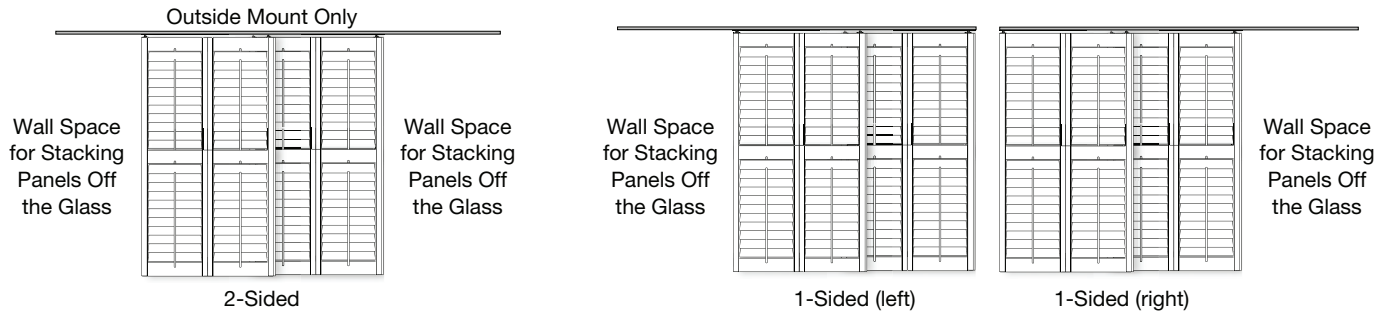 Outside Mount Only
Wall Space
for Stacking
Panels Off
the Glass
Wall Space
for Stacking
Panels Off
the Glass
2-Sided
Wall Space
for Stacking
Panels Off
the Glass
1-Sided (left)
1-Sided (right)
Wall Space
for Stacking
Panels Off
the Glass